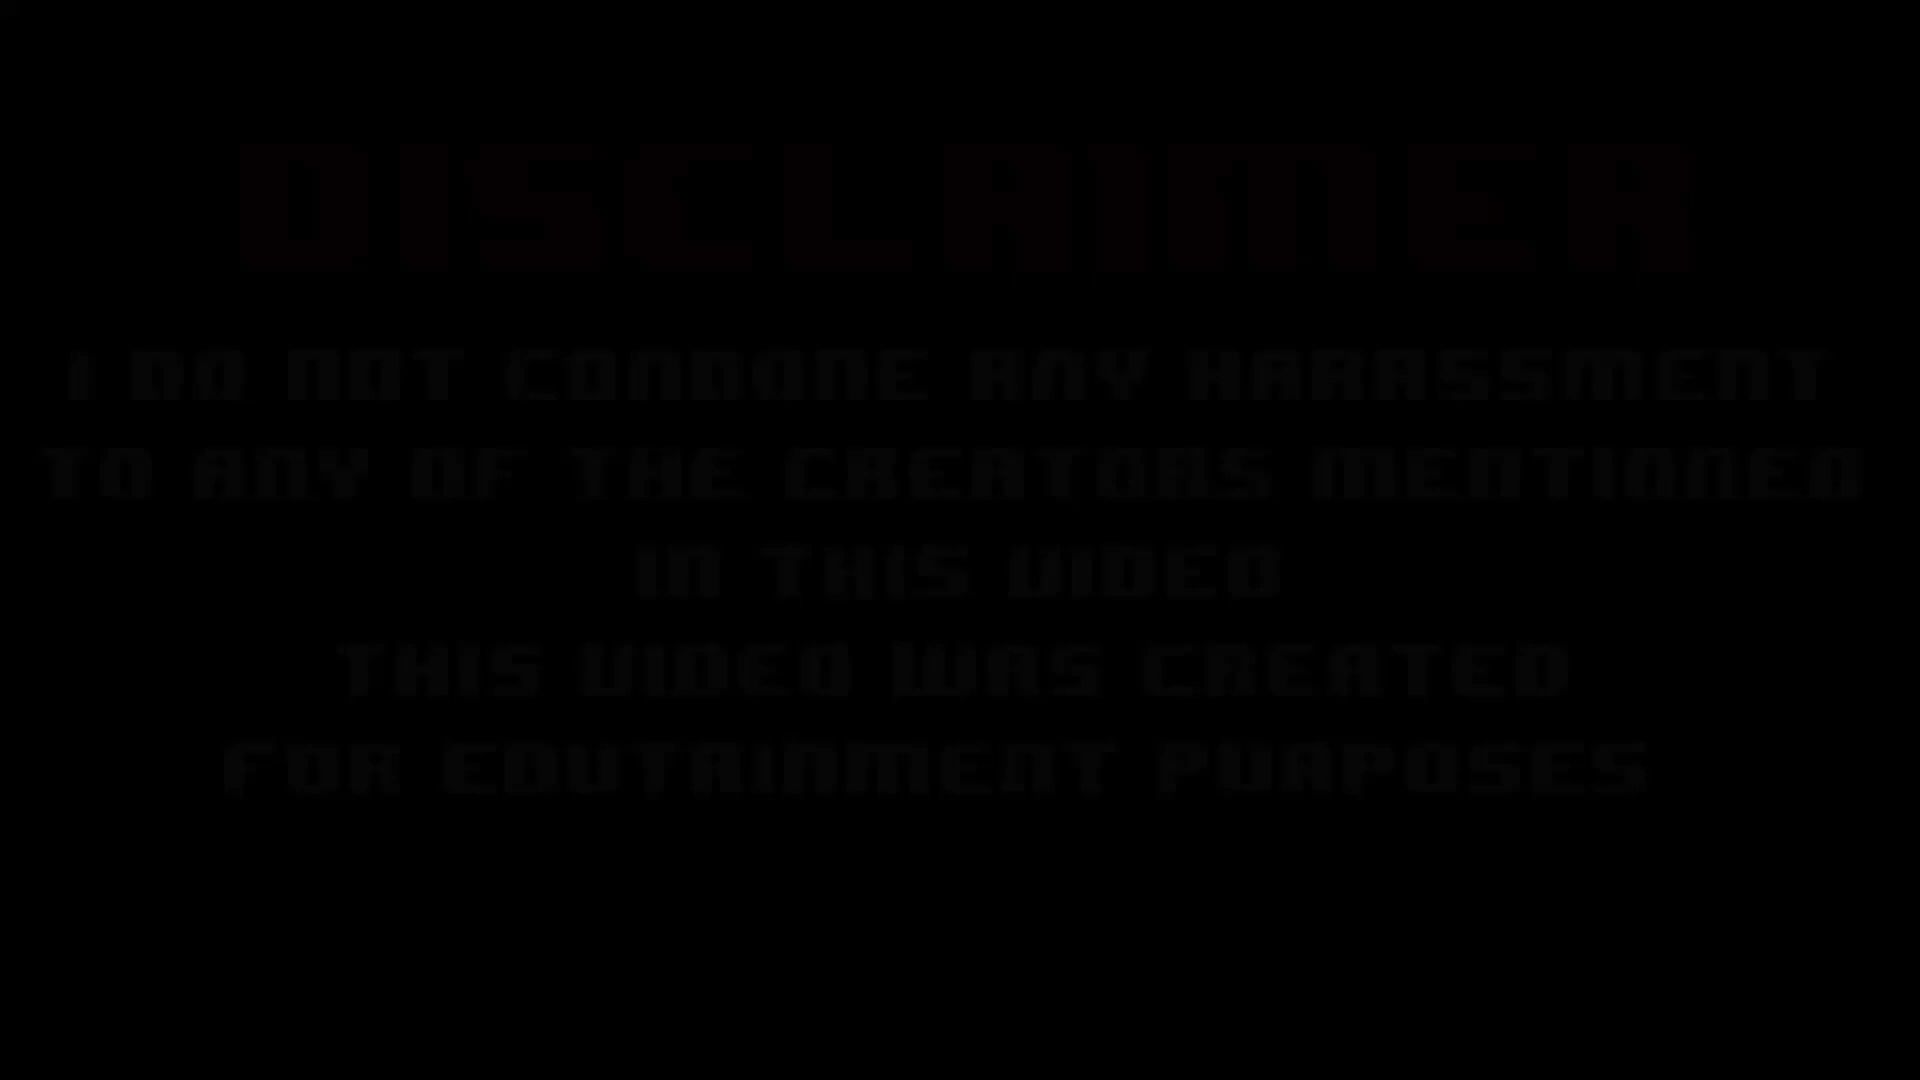 DISCLAIMER
I DO NOT CONDONE ANY HARASSMENT
TO ANY OF THE CREATORS MENTIONED
IN THIS VIDEO
THIS VIDEO WAS CREATED
FOR EDUTAINMENT PURPOSES